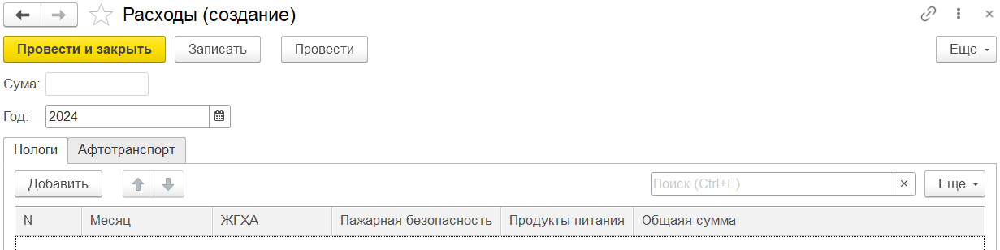 Расходы (создание)
Провести и закрыть Записать Провести Еще
Сума:
Год: 2024
Нологи Афтотранспорт
Добавить Поиск (Ctrl+F) × Еще
N Месяц ЖГХА Пажарная безопасность Продукты питания Общаяя сумма